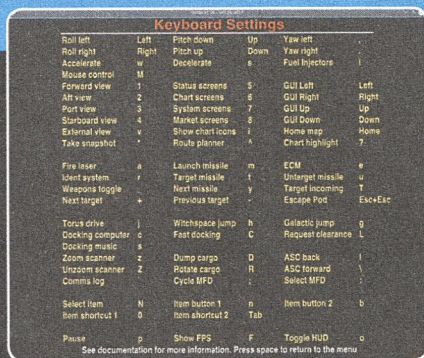 Keyboard Settings
Roll left Left Pitch down Up Yaw left ,
Roll right Right Pitch up Down Yaw right .
Accelerate w Decelerate s Fuel Injectors i
Mouse control M
Forward view 1 Status screens 5 GUI Left Left
Aft view 2 Chart screens 6 GUI Right Right
Port view 3 System screens 7 GUI Up Up
Starboard view 4 Market screens 8 GUI Down Down
External view v Show chart icons i Home map Home
Take snapshot * Route planner ^ Chart highlight ?
Fire laser a Launch missile m ECM e
Ident system r Target missile t Untarget missile u
Weapons toggle _ Next missile y Target incoming T
Next target + Previous target - Escape Pod Esc+Esc
Torus drive j Witchspace jump h Galactic jump g
Docking computer c Fast docking C Request clearance L
Docking music s
Zoom scanner z Dump cargo D ASC back
Unzoom scanner Z Rotate cargo R ASC forward \
Comms log Cycle MFD ; Select MFD :
Select item N Item button 1 n Item button 2 b
Item shortcut 1 0 Item shortcut 2 Tab
Pause p Show FPS F Toggle HUD o
See documentation for more information. Press space to return to the menu